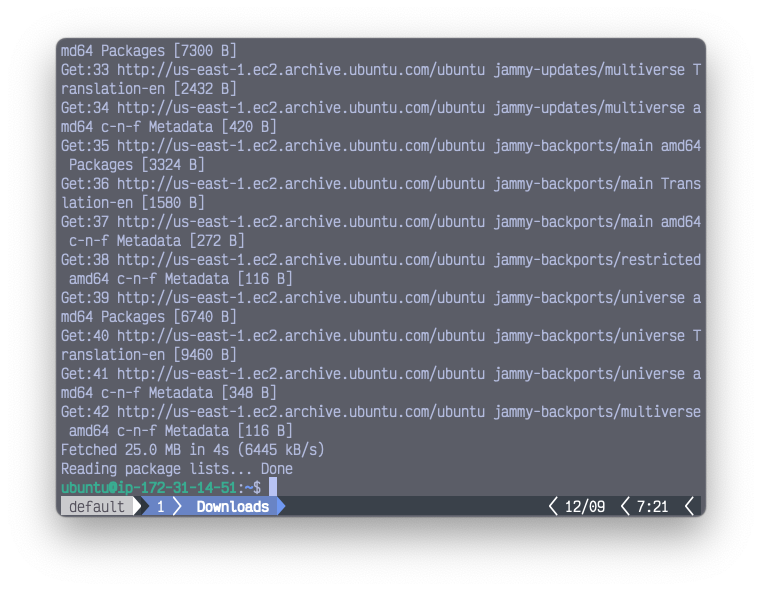 md64 Packages [7300 B]
Get:33 http://us-east-1.ec2.archive.ubuntu.com/ubuntu jammy-updates/multiverse T
ranslation-en [2432 B]
Get:34 http://us-east-1.ec2.archive.ubuntu.com/ubuntu jammy-updates/multiverse a
md64 c-n-f Metadata [420 B]
Get:35 http://us-east-1.ec2.archive.ubuntu.com/ubuntu jammy-backports/main amd64
 Packages [3324 B]
Get:36 http://us-east-1.ec2.archive.ubuntu.com/ubuntu jammy-backports/main Trans
lation-en [1580 B]
Get:37 http://us-east-1.ec2.archive.ubuntu.com/ubuntu jammy-backports/main amd64
 c-n-f Metadata [272 B]
Get:38 http://us-east-1.ec2.archive.ubuntu.com/ubuntu jammy-backports/restricted
 amd64 c-n-f Metadata [116 B]
Get:39 http://us-east-1.ec2.archive.ubuntu.com/ubuntu jammy-backports/universe a
md64 Packages [6740 B]
Get:40 http://us-east-1.ec2.archive.ubuntu.com/ubuntu jammy-backports/universe T
ranslation-en [9460 B]
Get:41 http://us-east-1.ec2.archive.ubuntu.com/ubuntu jammy-backports/universe a
md64 c-n-f Metadata [348 B]
Get:42 http://us-east-1.ec2.archive.ubuntu.com/ubuntu jammy-backports/multiverse
 amd64 c-n-f Metadata [116 B]
Fetched 25.0 MB in 4s (6445 kB/s)
Reading package lists... Done
ubuntu@ip-172-31-14-51:~$
default 1 Downloads 12/09 7:21